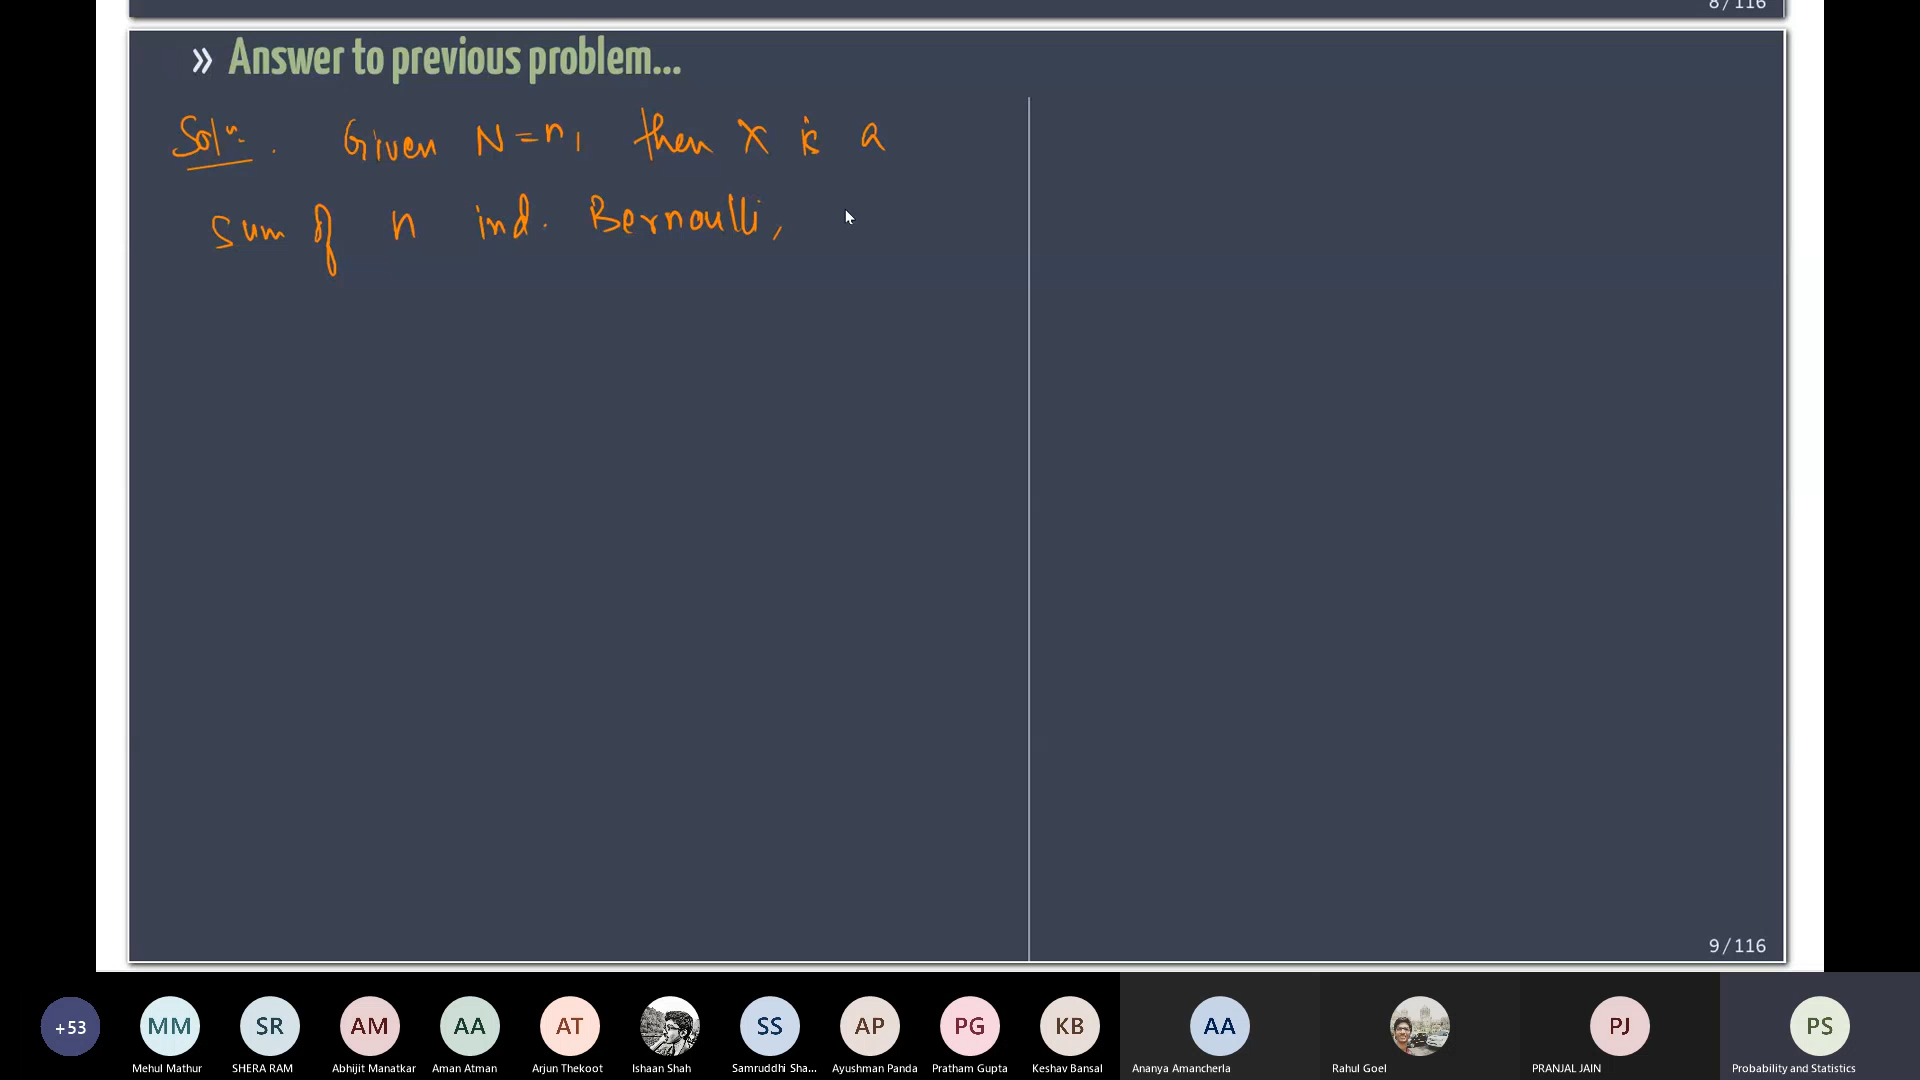 8/116
» Answer to previous problem...
Soln. Given N=n, then X is a
sum of n ind. Bernoulli,
9/116
+53
MM
SR
AM
AA
AT
SS
AP
PG
KB
AA
PJ
PS
Mehul Mathur
SHERA RAM
Abhijit Manatkar
Aman Atman
Arjun Thekoot
Ishaan Shah
Samruddhi Sha...
Ayushman Panda
Pratham Gupta
Keshav Bansal
Ananya Amancherla
Rahul Goel
PRANJAL JAIN
Probability and Statistics